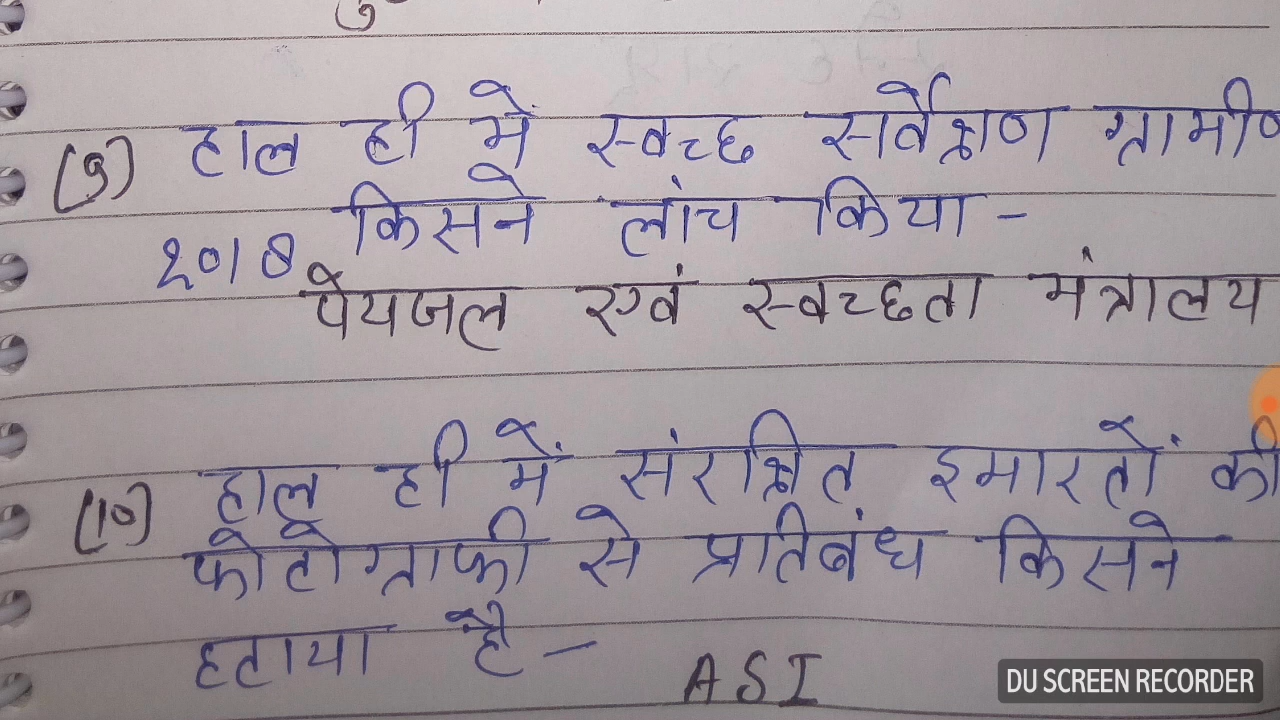 (9) हाल ही में स्वच्छ सर्वेक्षण ग्रामीण
2018 किसने लांच किया -
पेयजल एवं स्वच्छता मंत्रालय
(10) हाल ही में संरक्षित इमारतों की
फोटोग्राफी से प्रतिबंध किसने
हटाया है -
ASI
DU SCREEN RECORDER